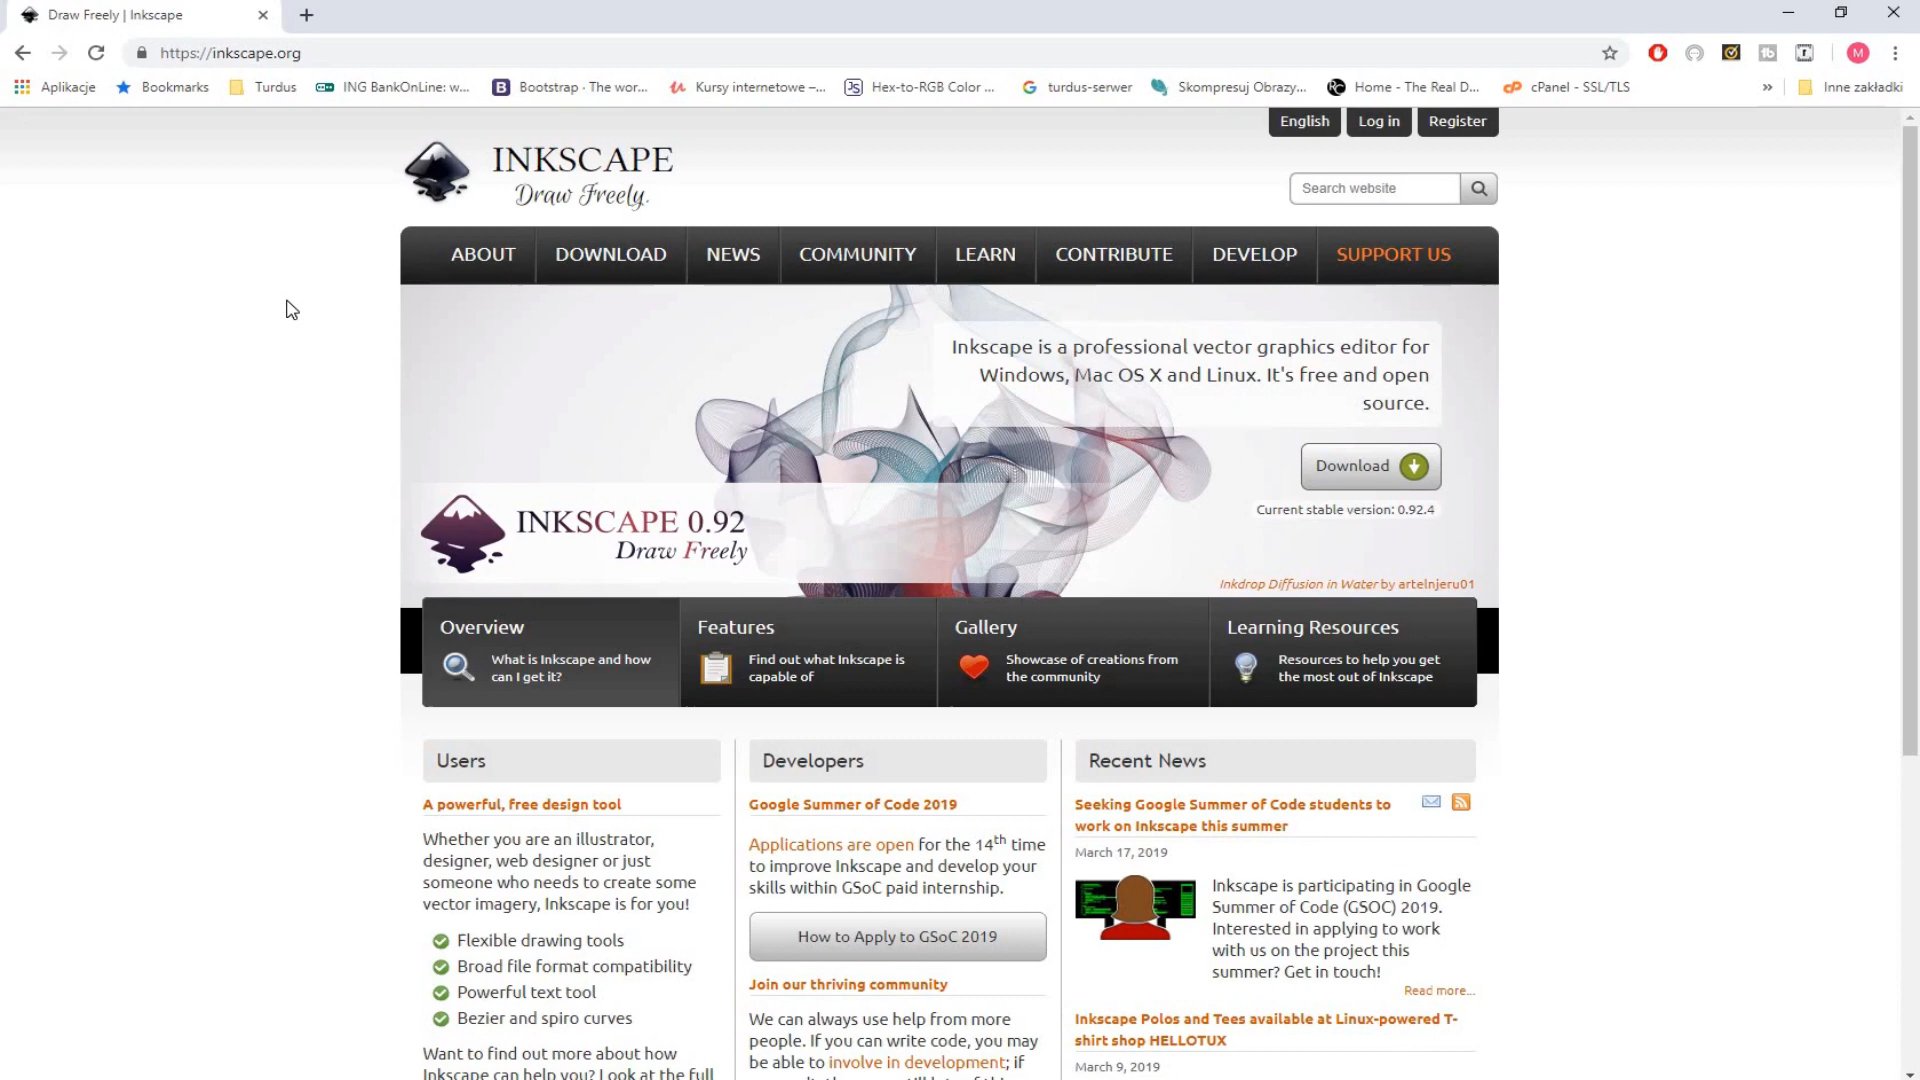 Draw Freely | Inkscape
https://inkscape.org
M
Aplikacje
Bookmarks
Turdus
ING BankOnLine: w...
Bootstrap · The wor...
Kursy internetowe –...
Hex-to-RGB Color ...
turdus-serwer
Skompresuj Obrazy...
Home - The Real D...
cPanel - SSL/TLS
»
Inne zakładki
English
Log in
Register
INKSCAPE
Draw Freely.
Search website
ABOUT
DOWNLOAD
NEWS
COMMUNITY
LEARN
CONTRIBUTE
DEVELOP
SUPPORT US
Inkscape is a professional vector graphics editor for
Windows, Mac OS X and Linux. It's free and open
source.
Download
Current stable version: 0.92.4
INKSCAPE 0.92
Draw Freely
Inkdrop Diffusion in Water by artelnjeru01
Overview
What is Inkscape and how
can I get it?
Features
Find out what Inkscape is
capable of
Gallery
Showcase of creations from
the community
Learning Resources
Resources to help you get
the most out of Inkscape
Users
A powerful, free design tool
Whether you are an illustrator,
designer, web designer or just
someone who needs to create some
vector imagery, Inkscape is for you!
Flexible drawing tools
Broad file format compatibility
Powerful text tool
Bezier and spiro curves
Want to find out more about how
Inkscape can help you? Look at the full
Developers
Google Summer of Code 2019
Applications are open for the 14th time
to improve Inkscape and develop your
skills within GSoC paid internship.
How to Apply to GSoC 2019
Join our thriving community
We can always use help from more
people. If you can write code, you may
be able to involve in development; if
Recent News
Seeking Google Summer of Code students to
work on Inkscape this summer
March 17, 2019
Inkscape is participating in Google
Summer of Code (GSOC) 2019.
Interested in applying to work
with us on the project this
summer? Get in touch!
Read more...
Inkscape Polos and Tees available at Linux-powered T-
shirt shop HELLOTUX
March 9, 2019